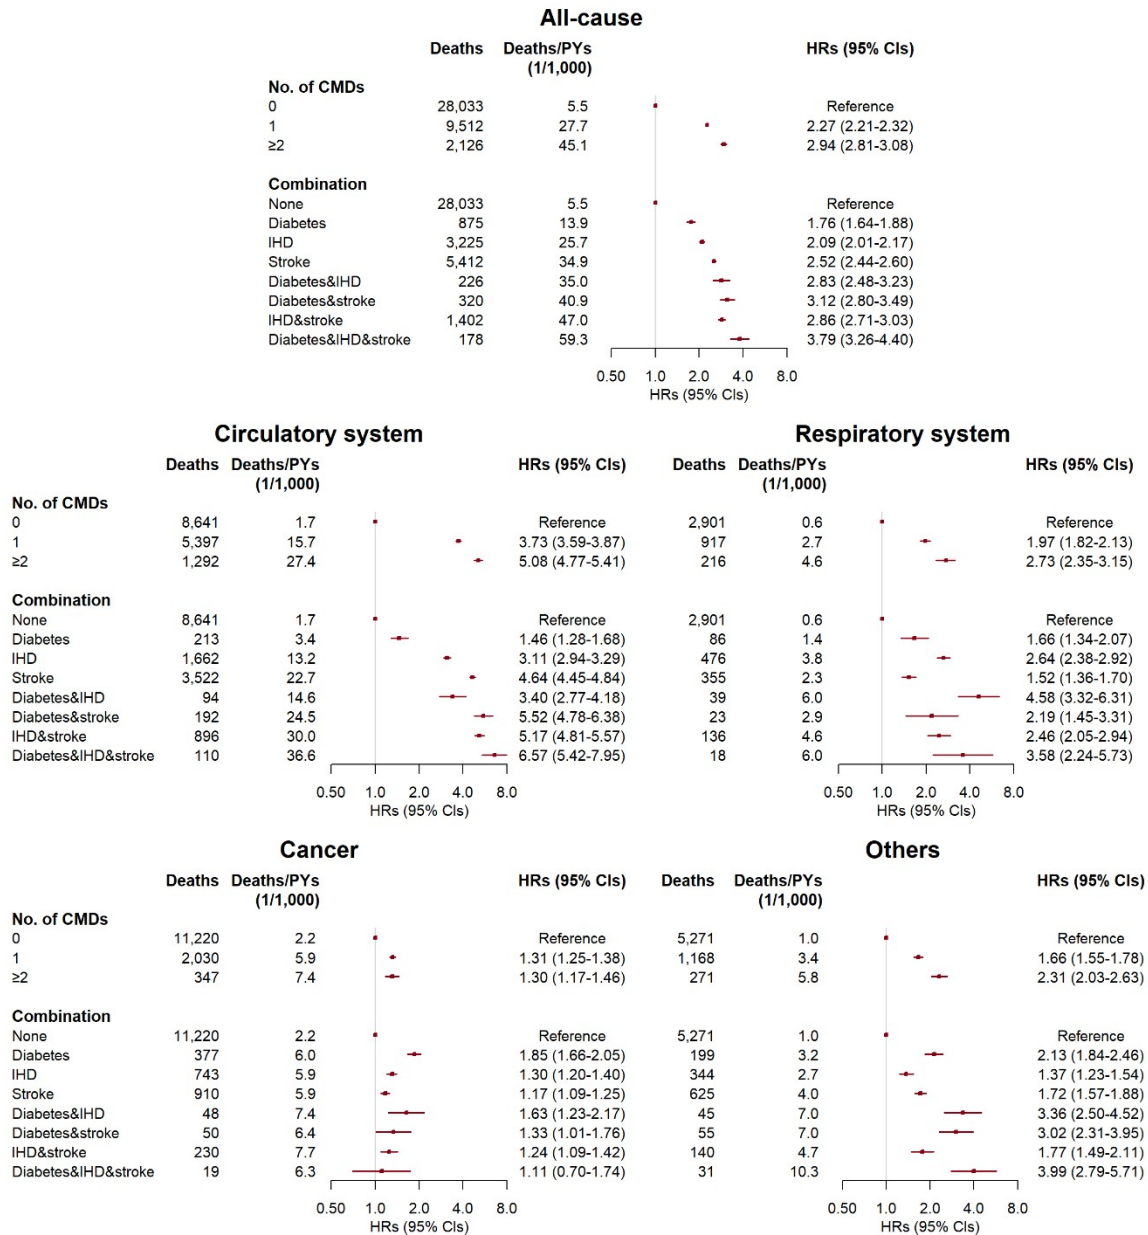 All-cause
Deaths Deaths/PYs HRs (95% CIs)
(1/1,000)
No. of CMDs
0 28,033 5.5 Reference
1 9,512 27.7 2.27 (2.21-2.32)
≥2 2,126 45.1 2.94 (2.81-3.08)
Combination
None 28,033 5.5 Reference
Diabetes 875 13.9 1.76 (1.64-1.88)
IHD 3,225 25.7 2.09 (2.01-2.17)
Stroke 5,412 34.9 2.52 (2.44-2.60)
Diabetes&IHD 226 35.0 2.83 (2.48-3.23)
Diabetes&stroke 320 40.9 3.12 (2.80-3.49)
IHD&stroke 1,402 47.0 2.86 (2.71-3.03)
Diabetes&IHD&stroke 178 59.3 3.79 (3.26-4.40)
0.50 1.0 2.0 4.0 8.0
HRs (95% CIs)
Circulatory system
Deaths Deaths/PYs HRs (95% CIs)
(1/1,000)
No. of CMDs
0 8,641 1.7 Reference
1 5,397 15.7 3.73 (3.59-3.87)
≥2 1,292 27.4 5.08 (4.77-5.41)
Combination
None 8,641 1.7 Reference
Diabetes 213 3.4 1.46 (1.28-1.68)
IHD 1,662 13.2 3.11 (2.94-3.29)
Stroke 3,522 22.7 4.64 (4.45-4.84)
Diabetes&IHD 94 14.6 3.40 (2.77-4.18)
Diabetes&stroke 192 24.5 5.52 (4.78-6.38)
IHD&stroke 896 30.0 5.17 (4.81-5.57)
Diabetes&IHD&stroke 110 36.6 6.57 (5.42-7.95)
0.50 1.0 2.0 4.0 8.0
HRs (95% CIs)
Respiratory system
Deaths Deaths/PYs HRs (95% CIs)
(1/1,000)
2,901 0.6 Reference
917 2.7 1.97 (1.82-2.13)
216 4.6 2.73 (2.35-3.15)
2,901 0.6 Reference
86 1.4 1.66 (1.34-2.07)
476 3.8 2.64 (2.38-2.92)
355 2.3 1.52 (1.36-1.70)
39 6.0 4.58 (3.32-6.31)
23 2.9 2.19 (1.45-3.31)
136 4.6 2.46 (2.05-2.94)
18 6.0 3.58 (2.24-5.73)
0.50 1.0 2.0 4.0 8.0
HRs (95% CIs)
Cancer
Deaths Deaths/PYs HRs (95% CIs)
(1/1,000)
No. of CMDs
0 11,220 2.2 Reference
1 2,030 5.9 1.31 (1.25-1.38)
≥2 347 7.4 1.30 (1.17-1.46)
Combination
None 11,220 2.2 Reference
Diabetes 377 6.0 1.85 (1.66-2.05)
IHD 743 5.9 1.30 (1.20-1.40)
Stroke 910 5.9 1.17 (1.09-1.25)
Diabetes&IHD 48 7.4 1.63 (1.23-2.17)
Diabetes&stroke 50 6.4 1.33 (1.01-1.76)
IHD&stroke 230 7.7 1.24 (1.09-1.42)
Diabetes&IHD&stroke 19 6.3 1.11 (0.70-1.74)
0.50 1.0 2.0 4.0 8.0
HRs (95% CIs)
Others
Deaths Deaths/PYs HRs (95% CIs)
(1/1,000)
5,271 1.0 Reference
1,168 3.4 1.66 (1.55-1.78)
271 5.8 2.31 (2.03-2.63)
5,271 1.0 Reference
199 3.2 2.13 (1.84-2.46)
344 2.7 1.37 (1.23-1.54)
625 4.0 1.72 (1.57-1.88)
45 7.0 3.36 (2.50-4.52)
55 7.0 3.02 (2.31-3.95)
140 4.7 1.77 (1.49-2.11)
31 10.3 3.99 (2.79-5.71)
0.50 1.0 2.0 4.0 8.0
HRs (95% CIs)